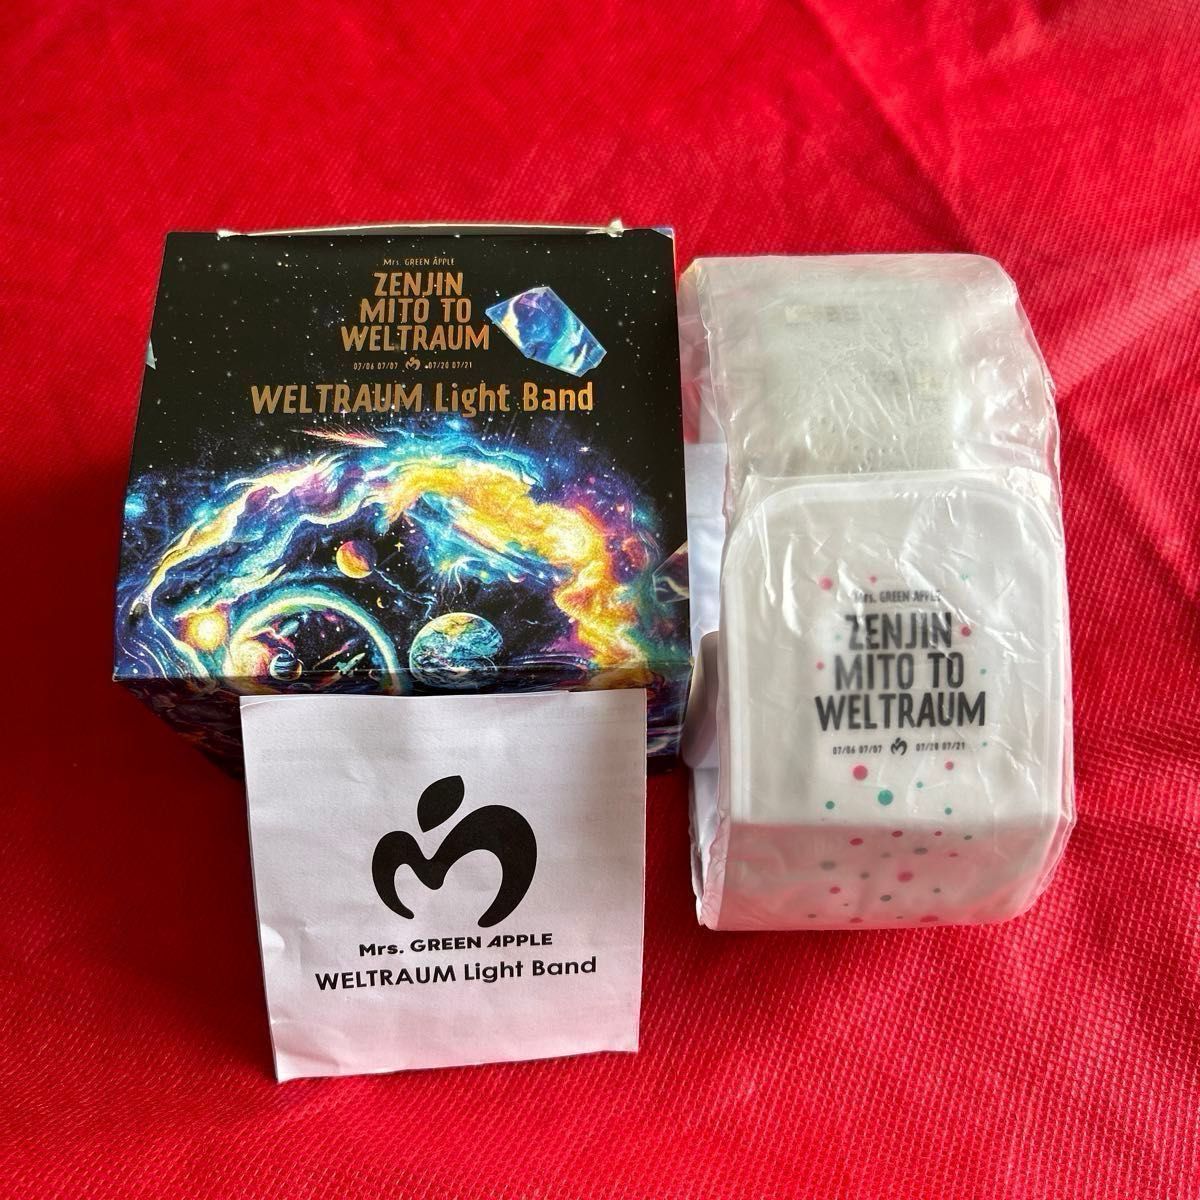 Mrs. GREEN APPLE
ZENJIN
MITO TO
WELTRAUM
07/06 07/07 07/20 07/21
WELTRAUM Light Band
Mrs. GREEN APPLE
ZENJIN
MITO TO
WELTRAUM
07/06 07/07 07/20 07/21
Mrs. GREEN APPLE
WELTRAUM Light Band